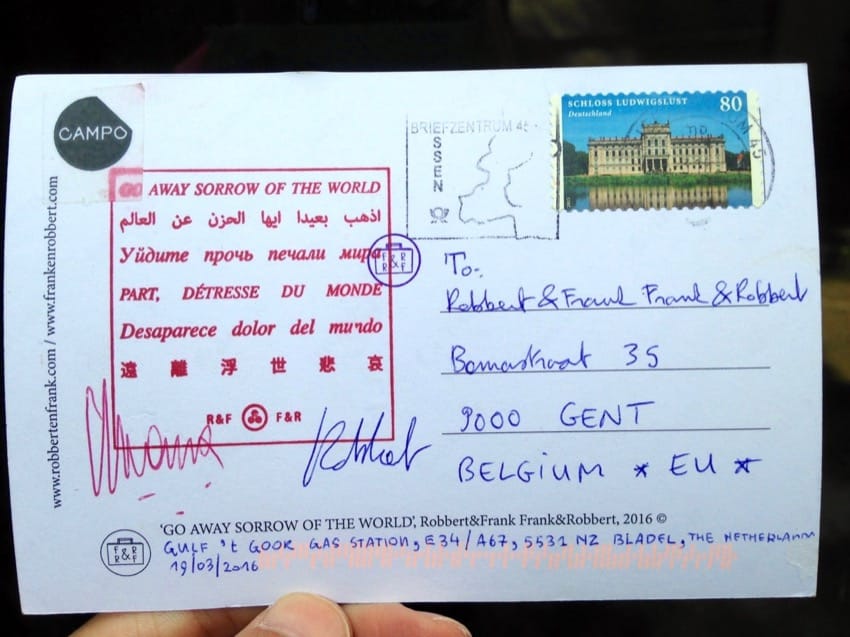 CAMPO
www.robbertenfrank.com / www.frankenrobbert.com
GO AWAY SORROW OF THE WORLD
اذهب بعيدا ايها الحزن عن العالم
Уйдите прочь печали мира
PART, DÉTRESSE DU MONDE
Desaparece dolor del mundo
遠離浮世悲哀
R&F F&R
BRIEFZENTRUM 45
SSEN
SCHLOSS LUDWIGSLUST 80
Deutschland
F&R
R F
To:
Robbert & Frank Frank & Robbert
Bomastraat 35
9000 GENT
BELGIUM * EU *
Robbert
'GO AWAY SORROW OF THE WORLD', Robbert&Frank Frank&Robbert, 2016 ©
F&F
R R
GULF 't GOOR GAS STATION, E34/A67, 5531 NZ BLADEL, THE NETHERLANDS
19/03/2016